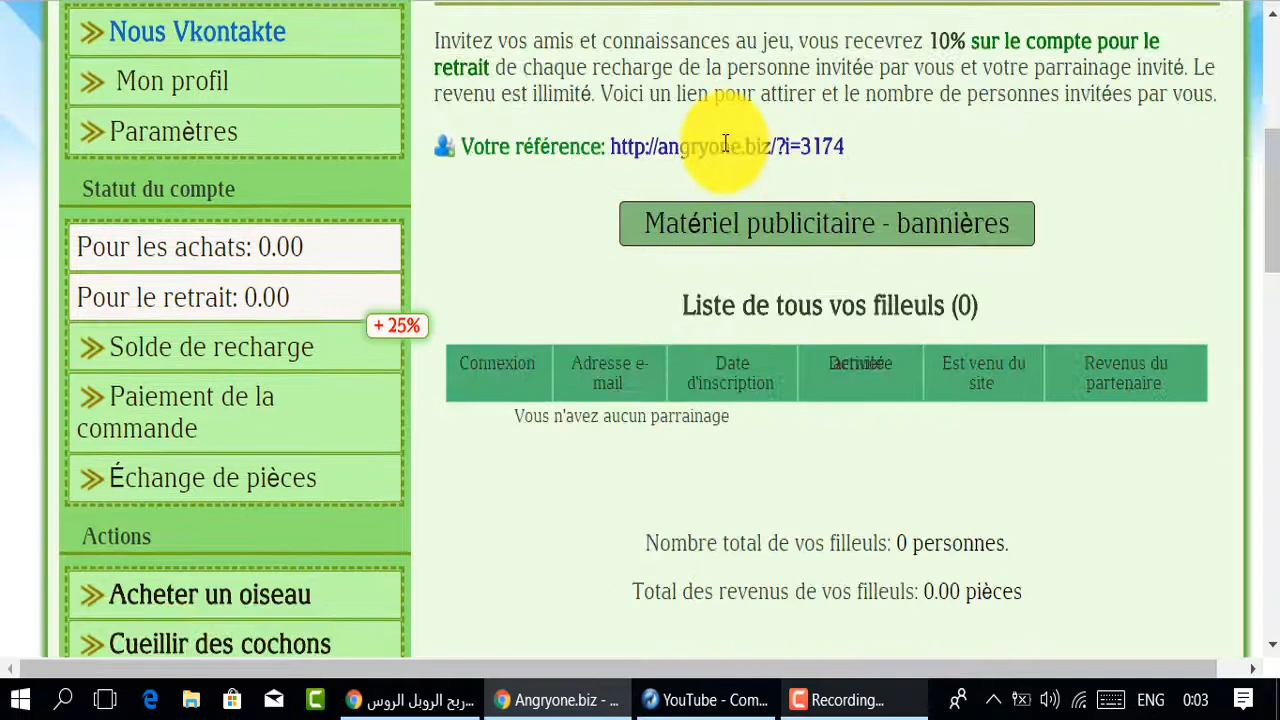 Nous Vkontakte
Mon profil
Paramètres
Statut du compte
Pour les achats: 0.00
Pour le retrait: 0.00
+ 25%
Solde de recharge
Paiement de la
commande
Échange de pièces
Actions
Acheter un oiseau
Cueillir des cochons
Invitez vos amis et connaissances au jeu, vous recevrez 10% sur le compte pour le
retrait de chaque recharge de la personne invitée par vous et votre parrainage invité. Le
revenu est illimité. Voici un lien pour attirer et le nombre de personnes invitées par vous.
Votre référence: http://angryone.biz/?i=3174
Matériel publicitaire - bannières
Liste de tous vos filleuls (0)
Connexion
Adresse e-
mail
Date
d'inscription
Est venu du
site
Revenus du
partenaire
Vous n'avez aucun parrainage
Nombre total de vos filleuls: 0 personnes.
Total des revenus de vos filleuls: 0.00 pièces
ربح الروبل الروس...
Angryone.biz - ...
YouTube - Com...
Recording...
ENG
0:03